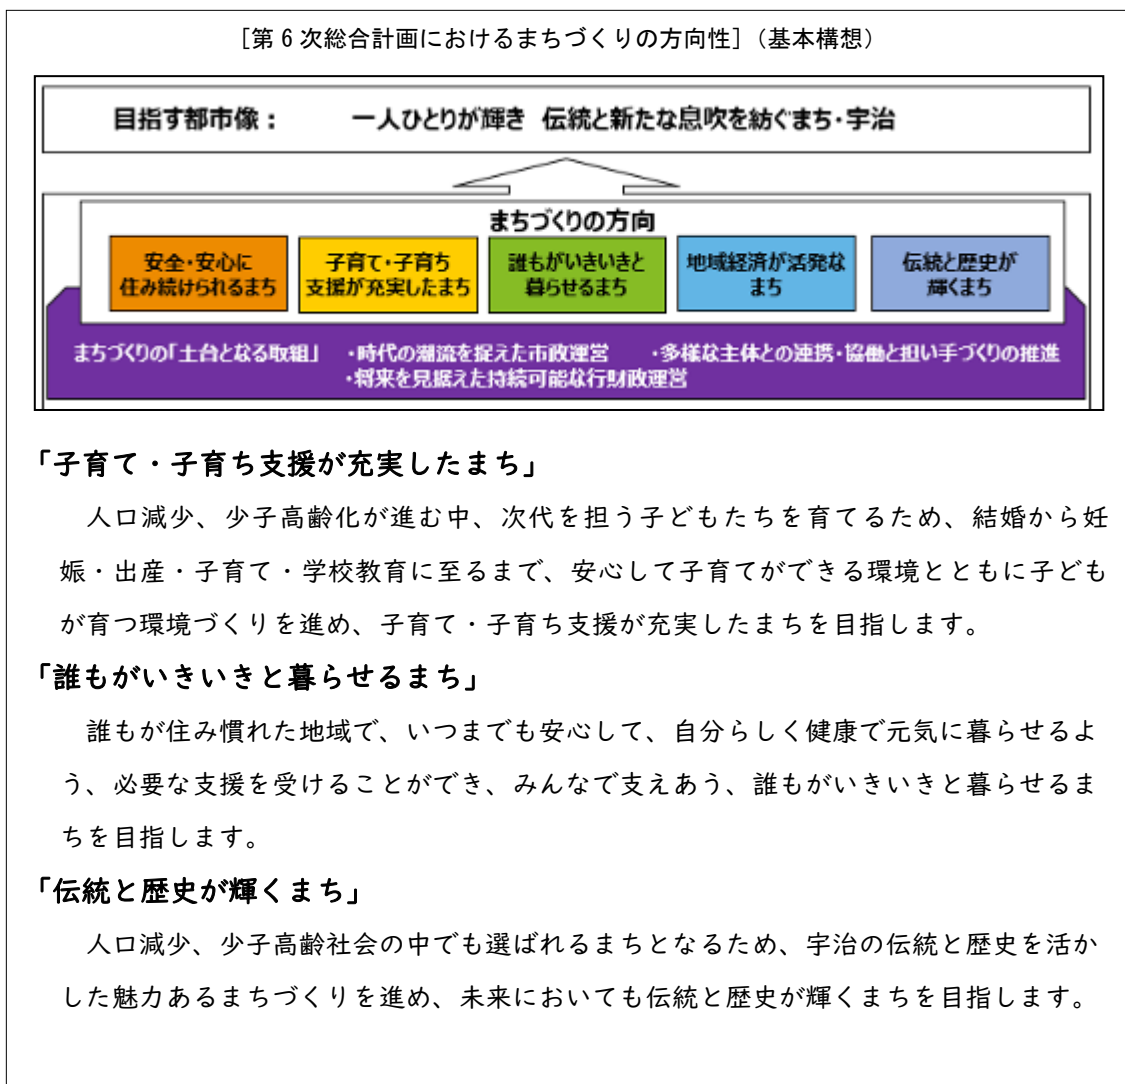 [第6次総合計画におけるまちづくりの方向性]（基本構想）
目指す都市像： 一人ひとりが輝き 伝統と新たな息吹を紡ぐまち・宇治
まちづくりの方向
安全・安心に
住み続けられるまち
子育て・子育ち
支援が充実したまち
誰もがいきいきと
暮らせるまち
地域経済が活発な
まち
伝統と歴史が
輝くまち
まちづくりの「土台となる取組」 ・時代の潮流を捉えた市政運営 ・多様な主体との連携・協働と担い手づくりの推進
・将来を見据えた持続可能な行財政運営
「子育て・子育ち支援が充実したまち」
人口減少、少子高齢化が進む中、次代を担う子どもたちを育てるため、結婚から妊
娠・出産・子育て・学校教育に至るまで、安心して子育てができる環境とともに子ども
が育つ環境づくりを進め、子育て・子育ち支援が充実したまちを目指します。
「誰もがいきいきと暮らせるまち」
誰もが住み慣れた地域で、いつまでも安心して、自分らしく健康で元気に暮らせるよ
う、必要な支援を受けることができ、みんなで支えあう、誰もがいきいきと暮らせるま
ちを目指します。
「伝統と歴史が輝くまち」
人口減少、少子高齢社会の中でも選ばれるまちとなるため、宇治の伝統と歴史を活か
した魅力あるまちづくりを進め、未来においても伝統と歴史が輝くまちを目指します。